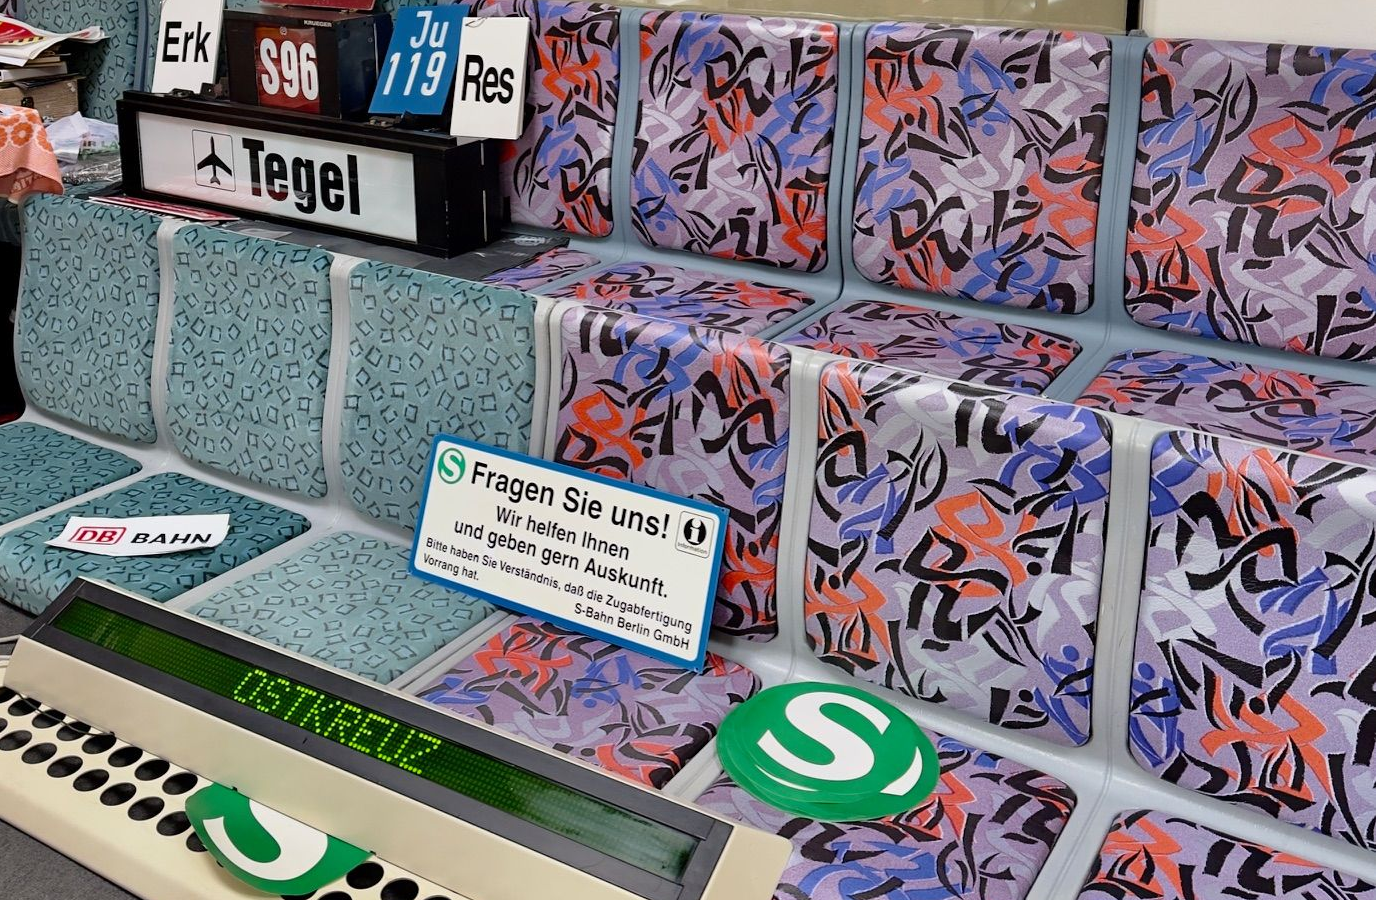 Erk
KRUEGER
S96
Ju
119
Res
Tegel
S Fragen Sie uns!
Wir helfen Ihnen
und geben gern Auskunft.
Information
Bitte haben Sie Verständnis, daß die Zugabfertigung
Vorrang hat.
S-Bahn Berlin GmbH
DB BAHN
OSTKREUZ
S
S